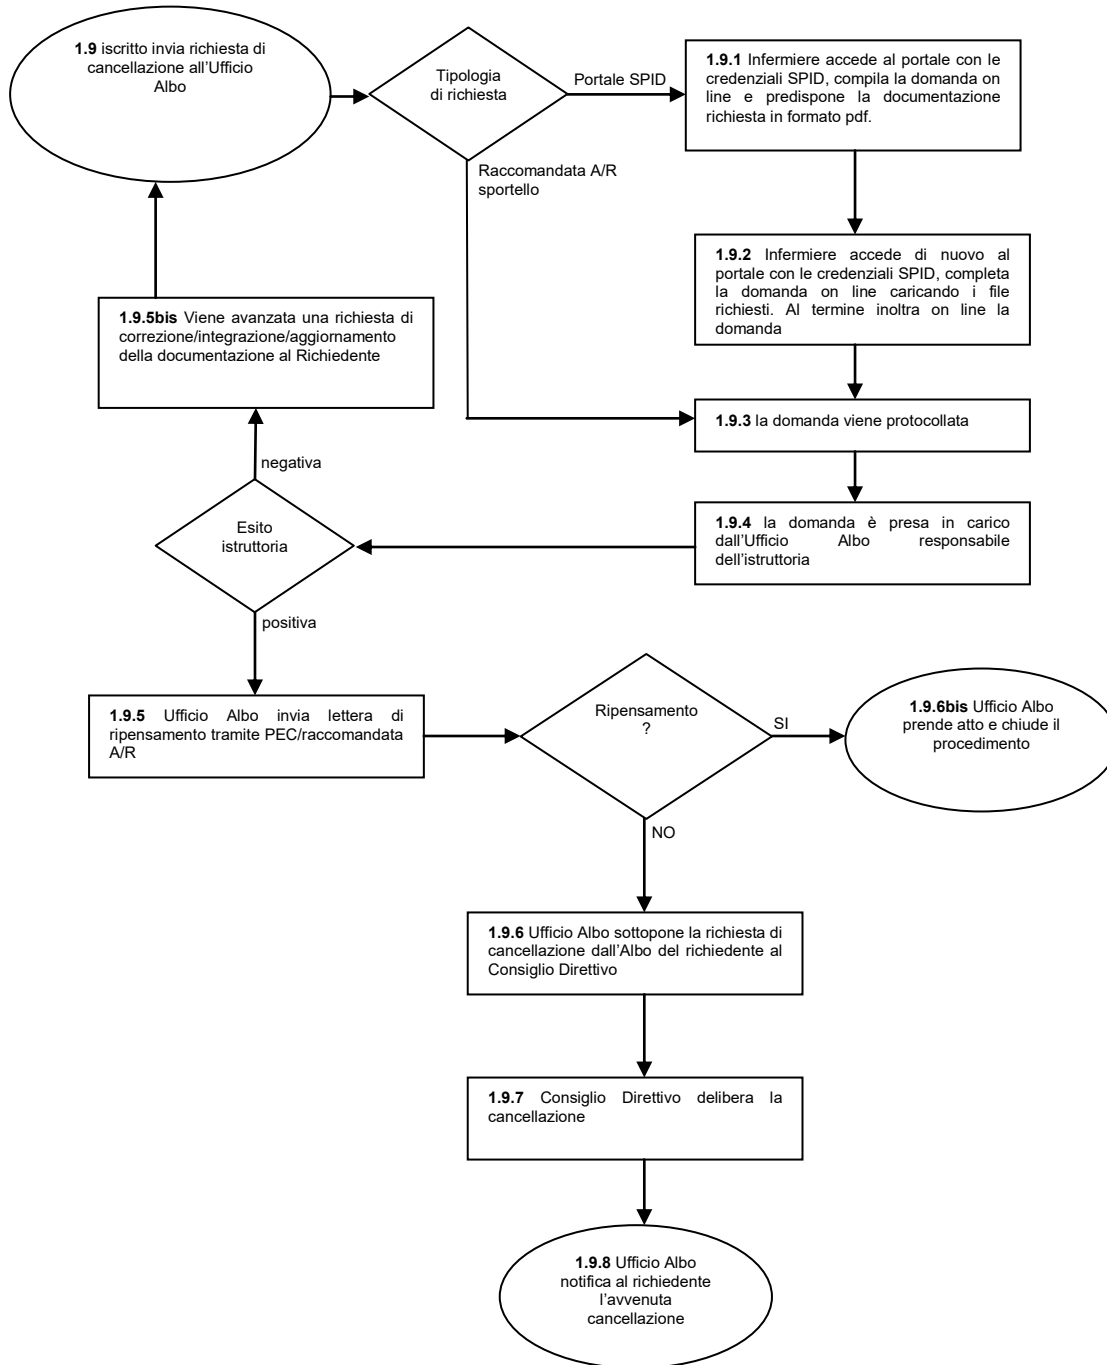 1.9 iscritto invia richiesta di
cancellazione all'Ufficio
Albo
Tipologia
di richiesta
Portale SPID
1.9.1 Infermiere accede al portale con le
credenziali SPID, compila la domanda on
line e predispone la documentazione
richiesta in formato pdf.
Raccomandata A/R
sportello
1.9.2 Infermiere accede di nuovo al
portale con le credenziali SPID, completa
la domanda on line caricando i file
richiesti. Al termine inoltra on line la
domanda
1.9.5bis Viene avanzata una richiesta di
correzione/integrazione/aggiornamento
della documentazione al Richiedente
1.9.3 la domanda viene protocollata
negativa
1.9.4 la domanda è presa in carico
dall'Ufficio Albo responsabile
dell'istruttoria
Esito
istruttoria
positiva
1.9.5 Ufficio Albo invia lettera di
ripensamento tramite PEC/raccomandata
A/R
Ripensamento
?
SI
1.9.6bis Ufficio Albo
prende atto e chiude il
procedimento
NO
1.9.6 Ufficio Albo sottopone la richiesta di
cancellazione dall'Albo del richiedente al
Consiglio Direttivo
1.9.7 Consiglio Direttivo delibera la
cancellazione
1.9.8 Ufficio Albo
notifica al richiedente
l'avvenuta
cancellazione